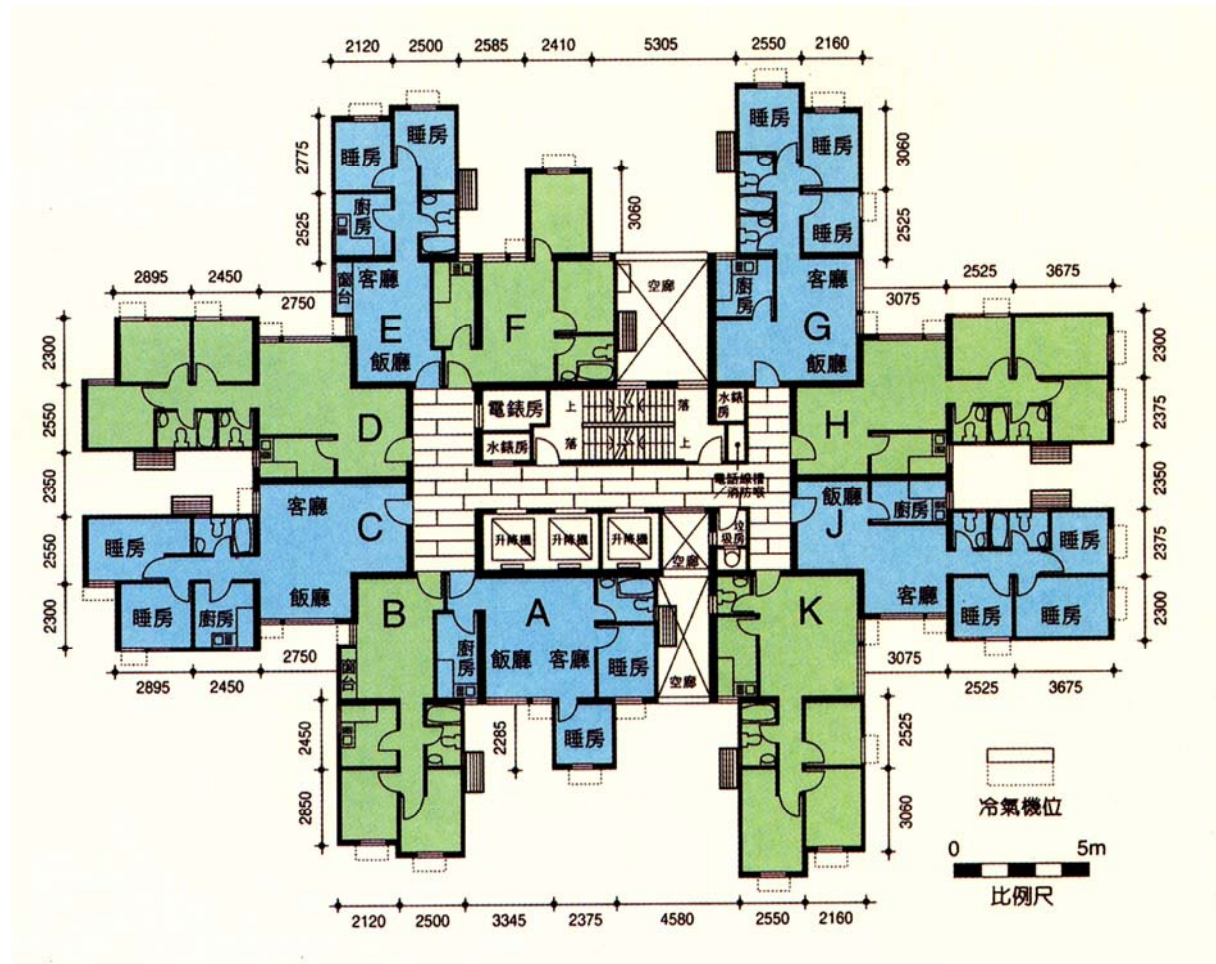 2120 2500 2585 2410 5305 2550 2160
2775
2525
3060
3060
2525
睡房
睡房
廚房
窗台
客廳
E
飯廳
F
空廊
睡房
睡房
睡房
廚房
客廳
G
飯廳
2895 2450 2750
2300
2550
2350
2550
2300
D
電錶房
水錶房
上
落
落
上
水錶房
電話線槽
/消防喉
3075
2525 3675
2300
2375
2350
2375
2300
H
客廳
C
飯廳
睡房
睡房
廚房
升降機 升降機 升降機
空廊
垃圾房
飯廳
J
廚房
客廳
睡房
睡房
睡房
2895 2450 2750
B
窗台
A
廚房
飯廳 客廳
睡房
睡房
空廊
K
3075
2525 3675
2450
2850
2285
2525
3060
冷氣機位
0 5m
比例尺
2120 2500 3345 2375 4580 2550 2160